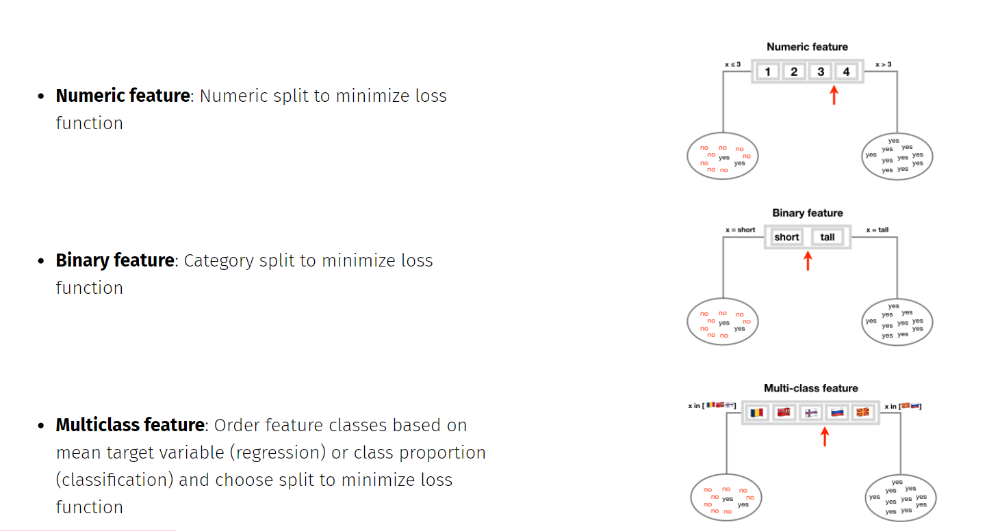 Numeric feature
x ≤ 3
1 2 3 4
x > 3
• Numeric feature: Numeric split to minimize loss
function
no no no
no yes no
no yes
no no
yes
yes yes
yes yes yes yes
yes
yes yes
Binary feature
x = short
short tall
x = tall
• Binary feature: Category split to minimize loss
function
no no no
no yes no
no yes
no no
yes
yes yes
yes yes yes yes
yes
yes yes
Multi-class feature
x in [ ]
x in [ ]
• Multiclass feature: Order feature classes based on
mean target variable (regression) or class proportion
(classification) and choose split to minimize loss
function
no no no
no yes no
no yes
no no
yes
yes yes
yes yes yes yes
yes
yes yes